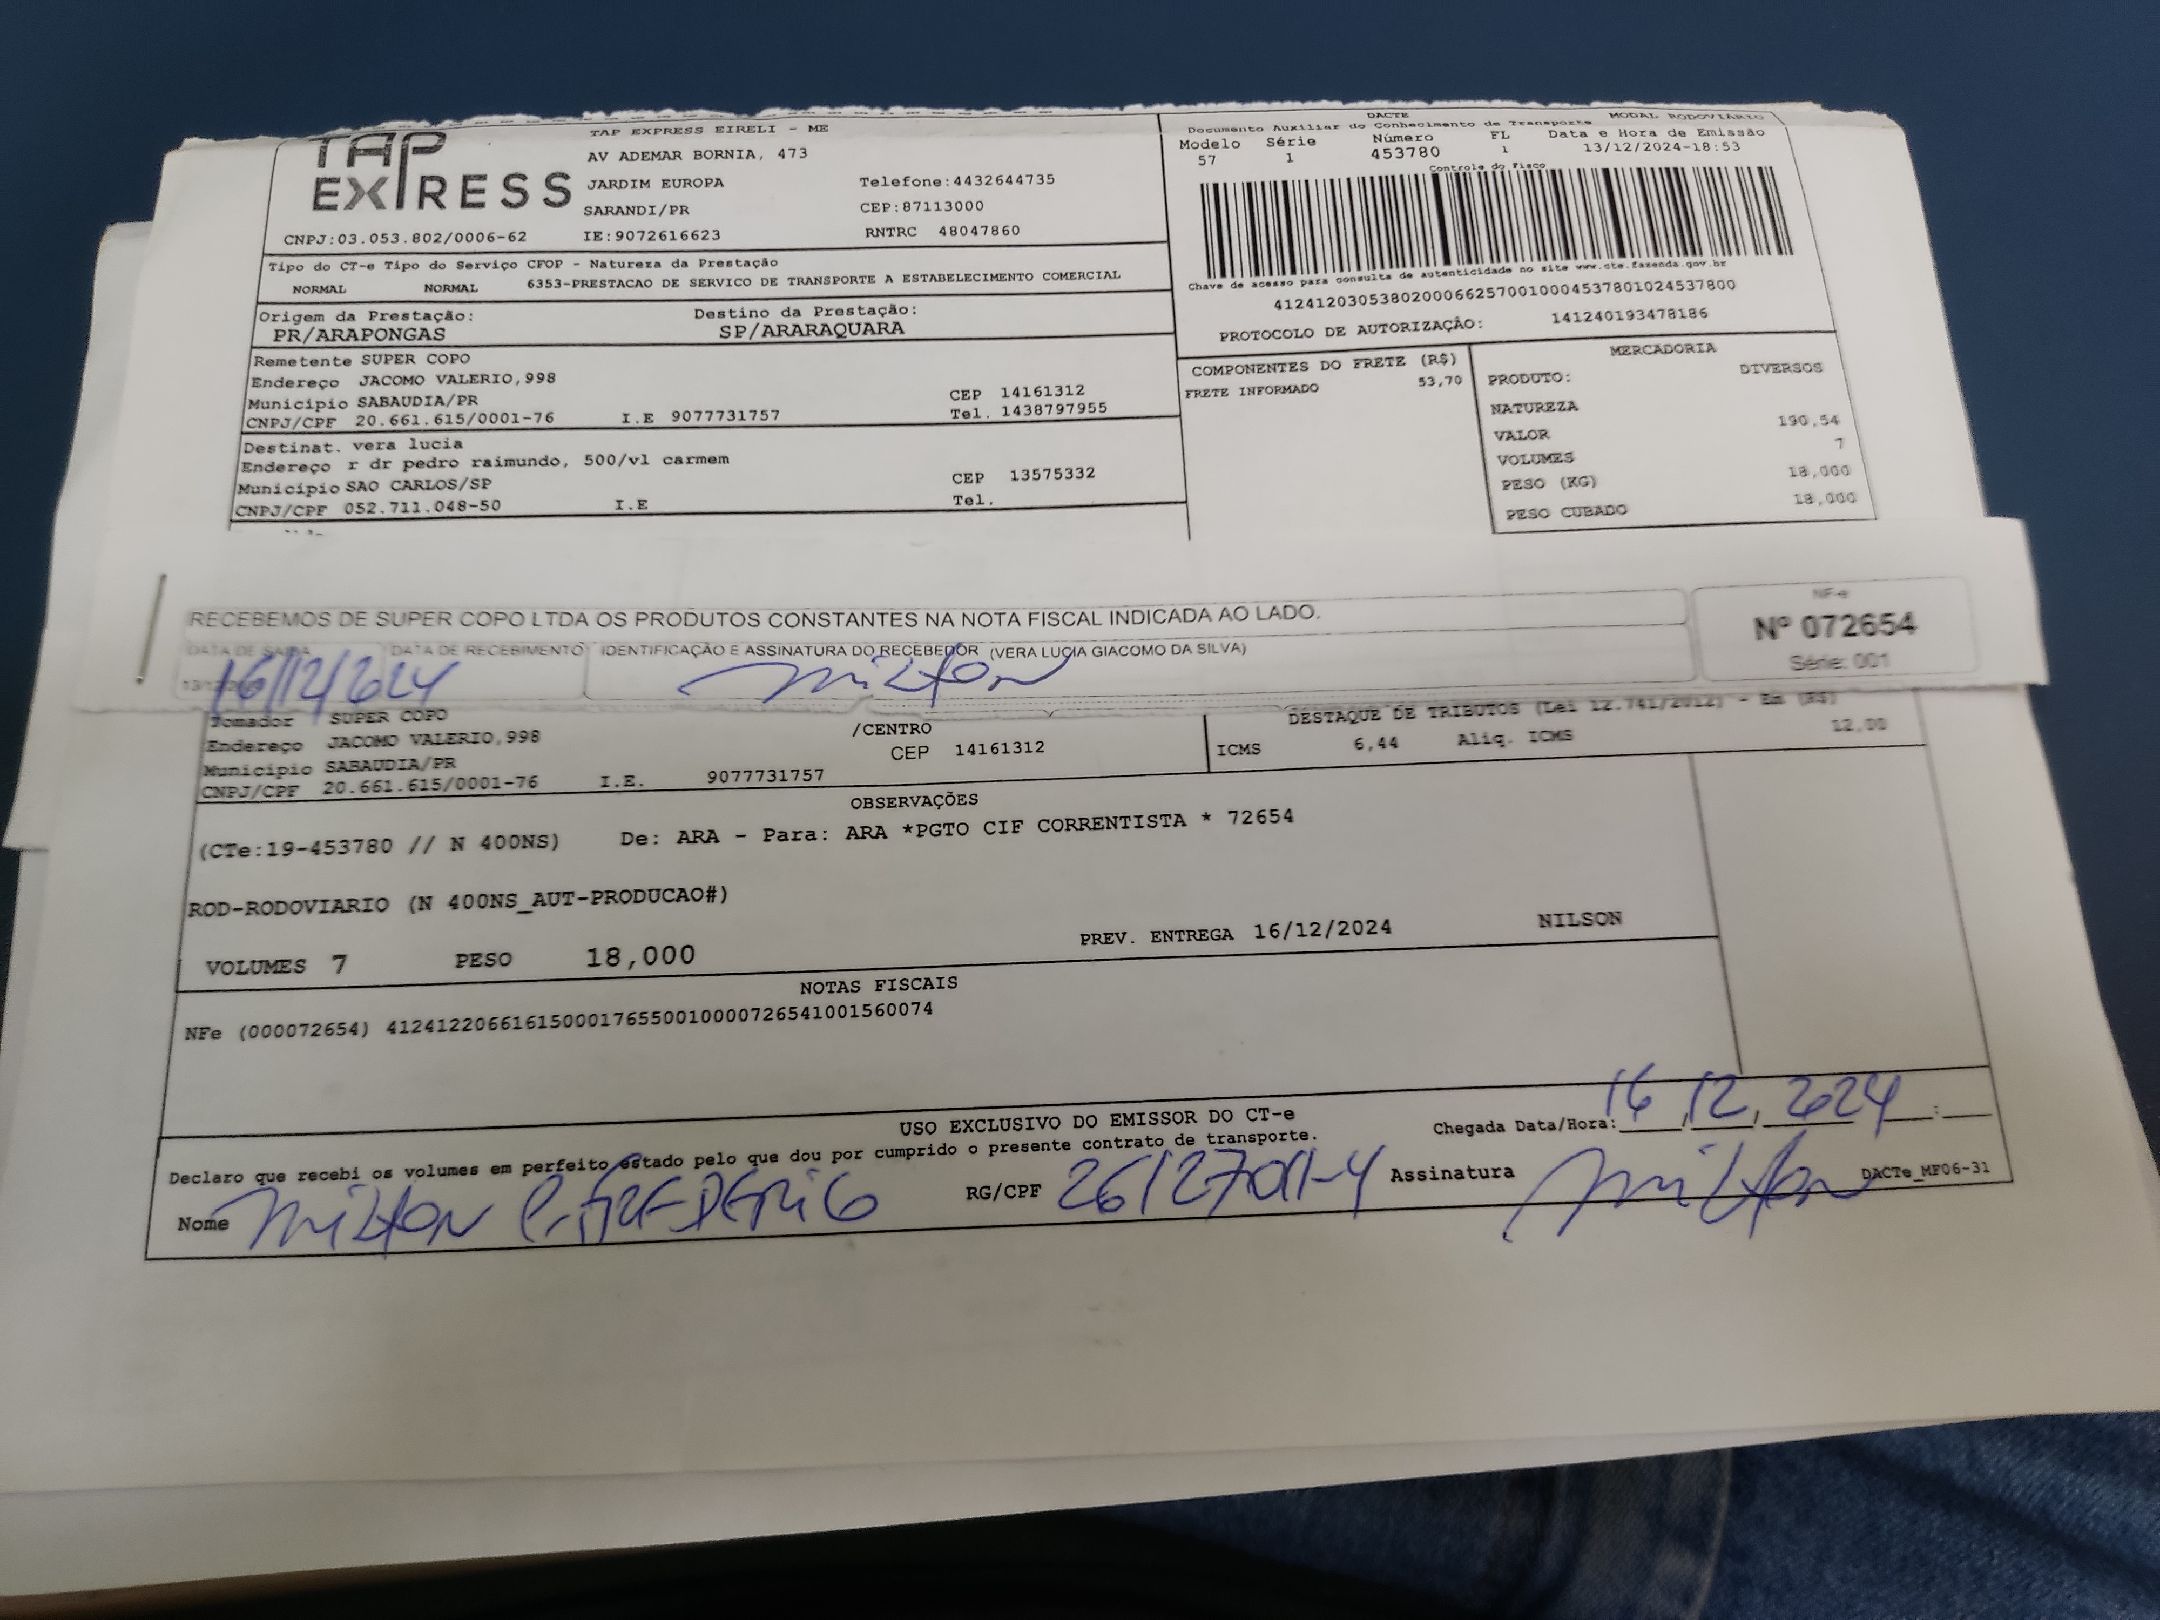 TAP EXPRESS
TAP EXPRESS EIRELI - ME
AV ADEMAR BORNIA, 473
JARDIM EUROPA Telefone:4432644735
SARANDI/PR CEP:87113000
CNPJ:03.053.802/0006-62 IE:9072616623 RNTRC 48047860
DACTE MODAL RODOVIÁRIO
Documento Auxiliar do Conhecimento de Transporte
Modelo Série Número FL Data e Hora de Emissão
57 1 453780 1 13/12/2024-18:53
Controle do Fisco
Chave de acesso para consulta de autenticidade no site www.cte.fazenda.gov.br
41241203053802000662570010004537801024537800
PROTOCOLO DE AUTORIZAÇÃO: 141240193478186
Tipo do CT-e Tipo do Serviço CFOP - Natureza da Prestação
NORMAL NORMAL 6353-PRESTACAO DE SERVICO DE TRANSPORTE A ESTABELECIMENTO COMERCIAL
Origem da Prestação: Destino da Prestação:
PR/ARAPONGAS SP/ARARAQUARA
Remetente SUPER COPO
Endereço JACOMO VALERIO,998
Município SABAUDIA/PR CEP 14161312
CNPJ/CPF 20.661.615/0001-76 I.E 9077731757 Tel. 1438797955
Destinat. vera lucia
Endereço r dr pedro raimundo, 500/vl carmem
Município SAO CARLOS/SP CEP 13575332
CNPJ/CPF 052.711.048-50 I.E Tel.
COMPONENTES DO FRETE (R$)
FRETE INFORMADO 53,70
MERCADORIA
PRODUTO: DIVERSOS
NATUREZA
VALOR 190,54
VOLUMES 7
PESO (KG) 18,000
PESO CUBADO 18,000
RECEBEMOS DE SUPER COPO LTDA OS PRODUTOS CONSTANTES NA NOTA FISCAL INDICADA AO LADO.
DATA DE SAIDA DATA DE RECEBIMENTO IDENTIFICAÇÃO E ASSINATURA DO RECEBEDOR (VERA LUCIA GIACOMO DA SILVA)
16/12/2024 Milton
NF-e
Nº 072654
Série: 001
Tomador SUPER COPO
Endereço JACOMO VALERIO,998 /CENTRO
Município SABAUDIA/PR CEP 14161312
CNPJ/CPF 20.661.615/0001-76 I.E. 9077731757
DESTAQUE DE TRIBUTOS (Lei 12.741/2012) - Em (R$)
ICMS 6,44 Aliq. ICMS 12,00
OBSERVAÇÕES
(CTe:19-453780 // N 400NS) De: ARA - Para: ARA *PGTO CIF CORRENTISTA * 72654
ROD-RODOVIARIO (N 400NS_AUT-PRODUCAO#)
VOLUMES 7 PESO 18,000 PREV. ENTREGA 16/12/2024 NILSON
NOTAS FISCAIS
NFe (000072654) 41241220661615000176550010000726541001560074
USO EXCLUSIVO DO EMISSOR DO CT-e
Declaro que recebi os volumes em perfeito estado pelo que dou por cumprido o presente contrato de transporte.
Chegada Data/Hora: 16 / 12 / 2024 :
Nome Milton FREDERICO RG/CPF Assinatura Milton DACTe_MF06-31